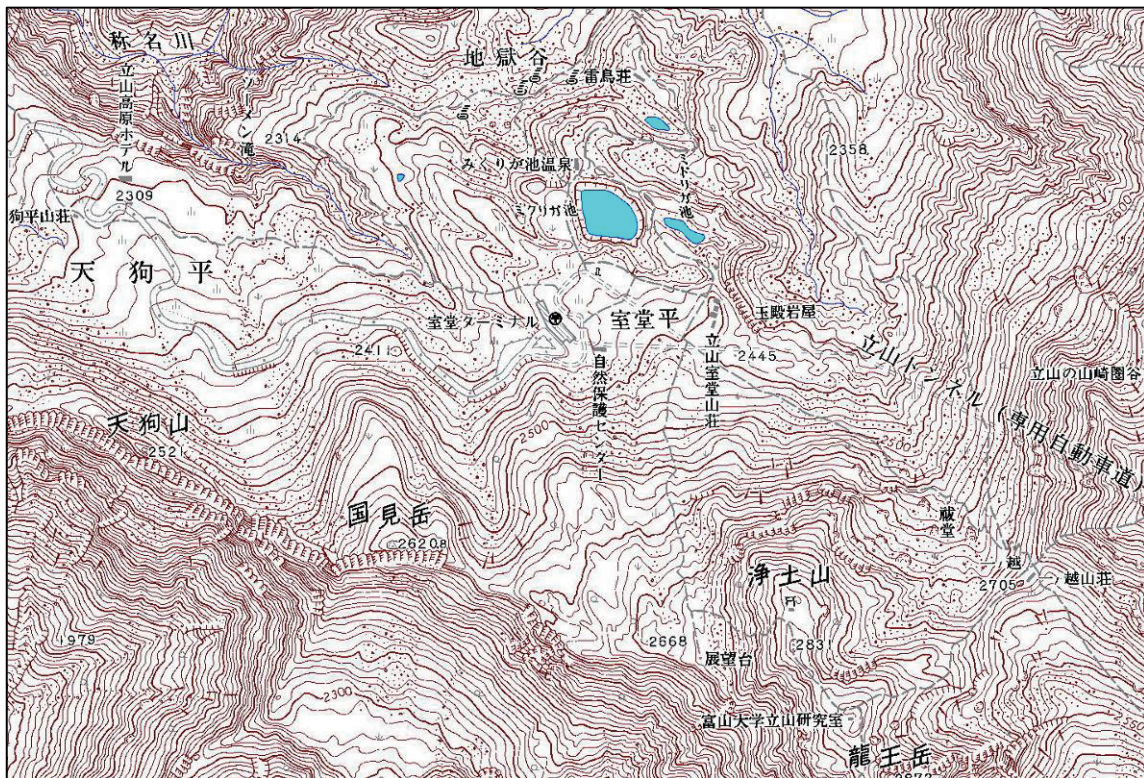 称名川
地獄谷
雷鳥荘
立山高原ホテル
ソーメン滝
2314
2358
みくりが池温泉
ミドリガ池
2309
ミクリガ池
狗平山荘
天狗平
玉殿岩屋
室堂ターミナル
室堂平
立山トンネル(専用自動車道)
立山室堂山荘
2411
2445
自然保護センター
立山の山崎圏谷
天狗山
2521
2500
国見岳
2620.8
蔵堂
浄土山
一ノ越
一ノ越山荘
2705
1979
2668
2831
展望台
2300
富山大学立山研究室
龍王岳